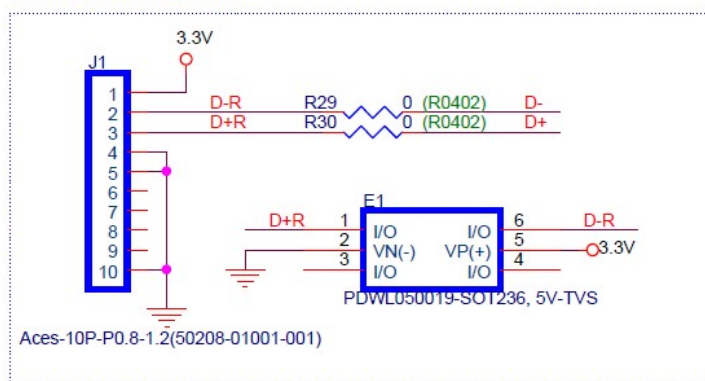 3.3V
J1
1
2 D-R R29 0 (R0402) D-
3 D+R R30 0 (R0402) D+
4
5
6
7
8
9
10
E1
D+R 1 I/O I/O 6 D-R
2 VN(-) VP(+) 5 3.3V
3 I/O I/O 4
PDWL050019-SOT236, 5V-TVS
Aces-10P-P0.8-1.2(50208-01001-001)